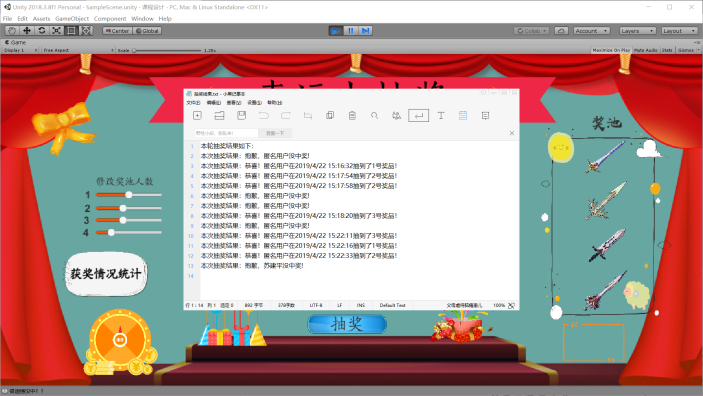 Unity 2018.3.8f1 Personal - SampleScene.unity - 课程设计 - PC, Mac & Linux Standalone <DX11>
File Edit Assets GameObject Component Window Help
Center Global Collab Account Layers Layout
Game
Display 1 Free Aspect Scale 1.25x Maximize On Play Mute Audio Stats Gizmos
抽奖结果.txt - 小黑记事本
文件(F) 编辑(E) 查看(V) 设置(S) 帮助(H)
1 本轮抽奖结果如下:
2 本次抽奖结果: 抱歉, 匿名用户没中奖!
3 本次抽奖结果: 恭喜! 匿名用户在2019/4/22 15:16:32抽到了1号奖品!
4 本次抽奖结果: 恭喜! 匿名用户在2019/4/22 15:17:54抽到了3号奖品!
5 本次抽奖结果: 恭喜! 匿名用户在2019/4/22 15:17:58抽到了2号奖品!
6 本次抽奖结果: 抱歉, 匿名用户没中奖!
7 本次抽奖结果: 抱歉, 匿名用户没中奖!
8 本次抽奖结果: 恭喜! 匿名用户在2019/4/22 15:18:20抽到了3号奖品!
9 本次抽奖结果: 抱歉, 匿名用户没中奖!
10 本次抽奖结果: 恭喜! 匿名用户在2019/4/22 15:22:11抽到了3号奖品!
11 本次抽奖结果: 恭喜! 匿名用户在2019/4/22 15:22:16抽到了1号奖品!
12 本次抽奖结果: 恭喜! 匿名用户在2019/4/22 15:22:33抽到了2号奖品!
13 本次抽奖结果: 抱歉, 苏建平没中奖!
14
行 1 : 14 列 1 选定 0 892 字节 378字数 UTF-8 LF INS Default Text 100%
修改奖池人数
1
2
3
4
获奖情况统计
奖池
抽奖